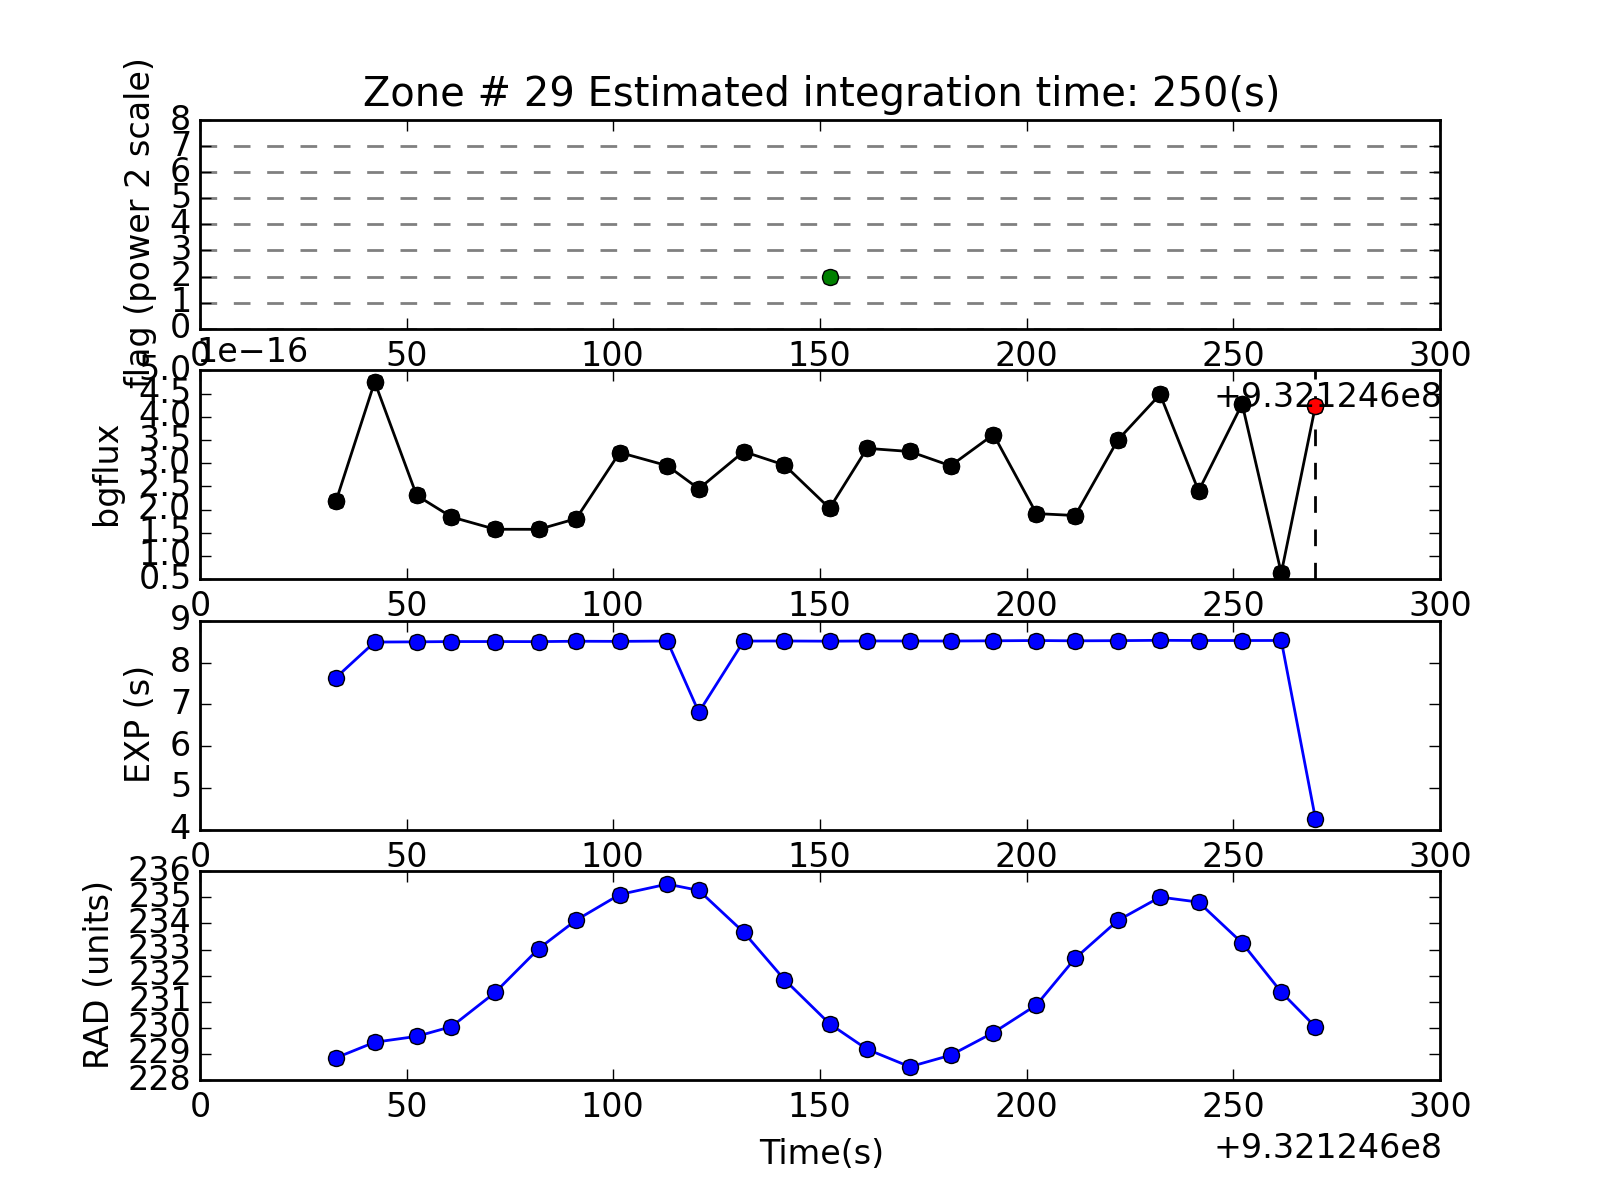 Zone # 29 Estimated integration time: 250(s)
flag (power 2 scale)
8
7
6
5
4
3
2
1
0
0 50 100 150 200 250 300
1e−16
+9.321246e8
bgflux
5.0
4.5
4.0
3.5
3.0
2.5
2.0
1.5
1.0
0.5
0 50 100 150 200 250 300
EXP (s)
9
8
7
6
5
4
0 50 100 150 200 250 300
RAD (units)
236
235
234
233
232
231
230
229
228
0 50 100 150 200 250 300
Time(s)
+9.321246e8